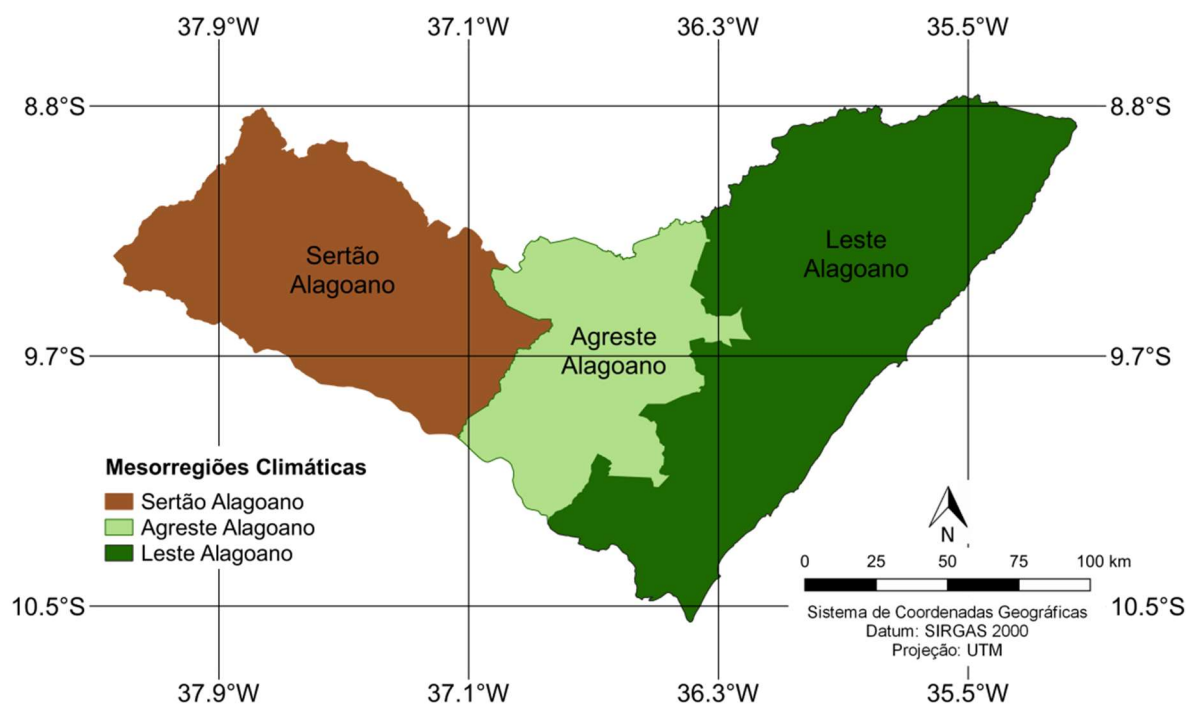 37.9°W 37.1°W 36.3°W 35.5°W
8.8°S 8.8°S
Sertão
Alagoano
Leste
Alagoano
Agreste
Alagoano
9.7°S 9.7°S
Mesorregiões Climáticas
Sertão Alagoano
Agreste Alagoano
Leste Alagoano
N
0 25 50 75 100 km
10.5°S 10.5°S
Sistema de Coordenadas Geográficas
Datum: SIRGAS 2000
Projeção: UTM
37.9°W 37.1°W 36.3°W 35.5°W